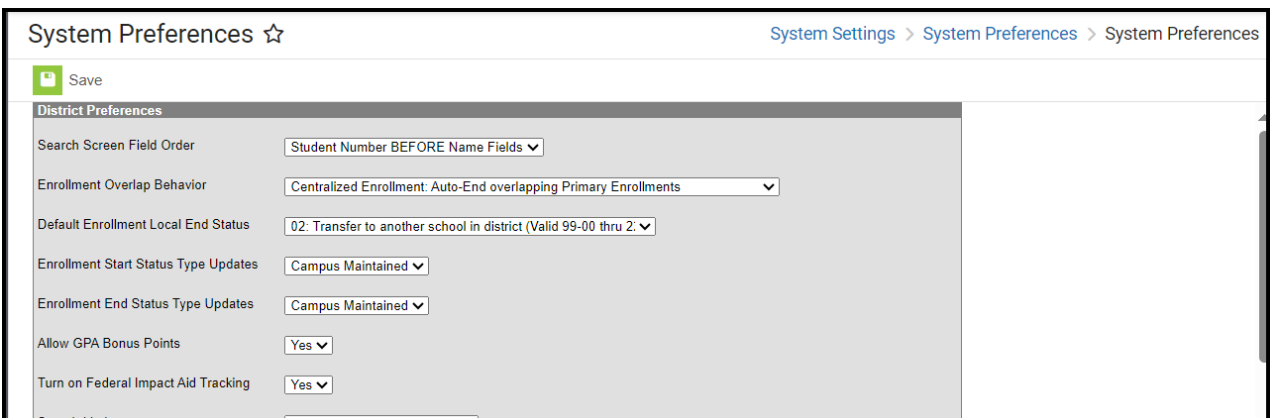 System Preferences
System Settings > System Preferences > System Preferences
Save
District Preferences
Search Screen Field Order Student Number BEFORE Name Fields
Enrollment Overlap Behavior Centralized Enrollment: Auto-End overlapping Primary Enrollments
Default Enrollment Local End Status 02: Transfer to another school in district (Valid 99-00 thru 2
Enrollment Start Status Type Updates Campus Maintained
Enrollment End Status Type Updates Campus Maintained
Allow GPA Bonus Points Yes
Turn on Federal Impact Aid Tracking Yes